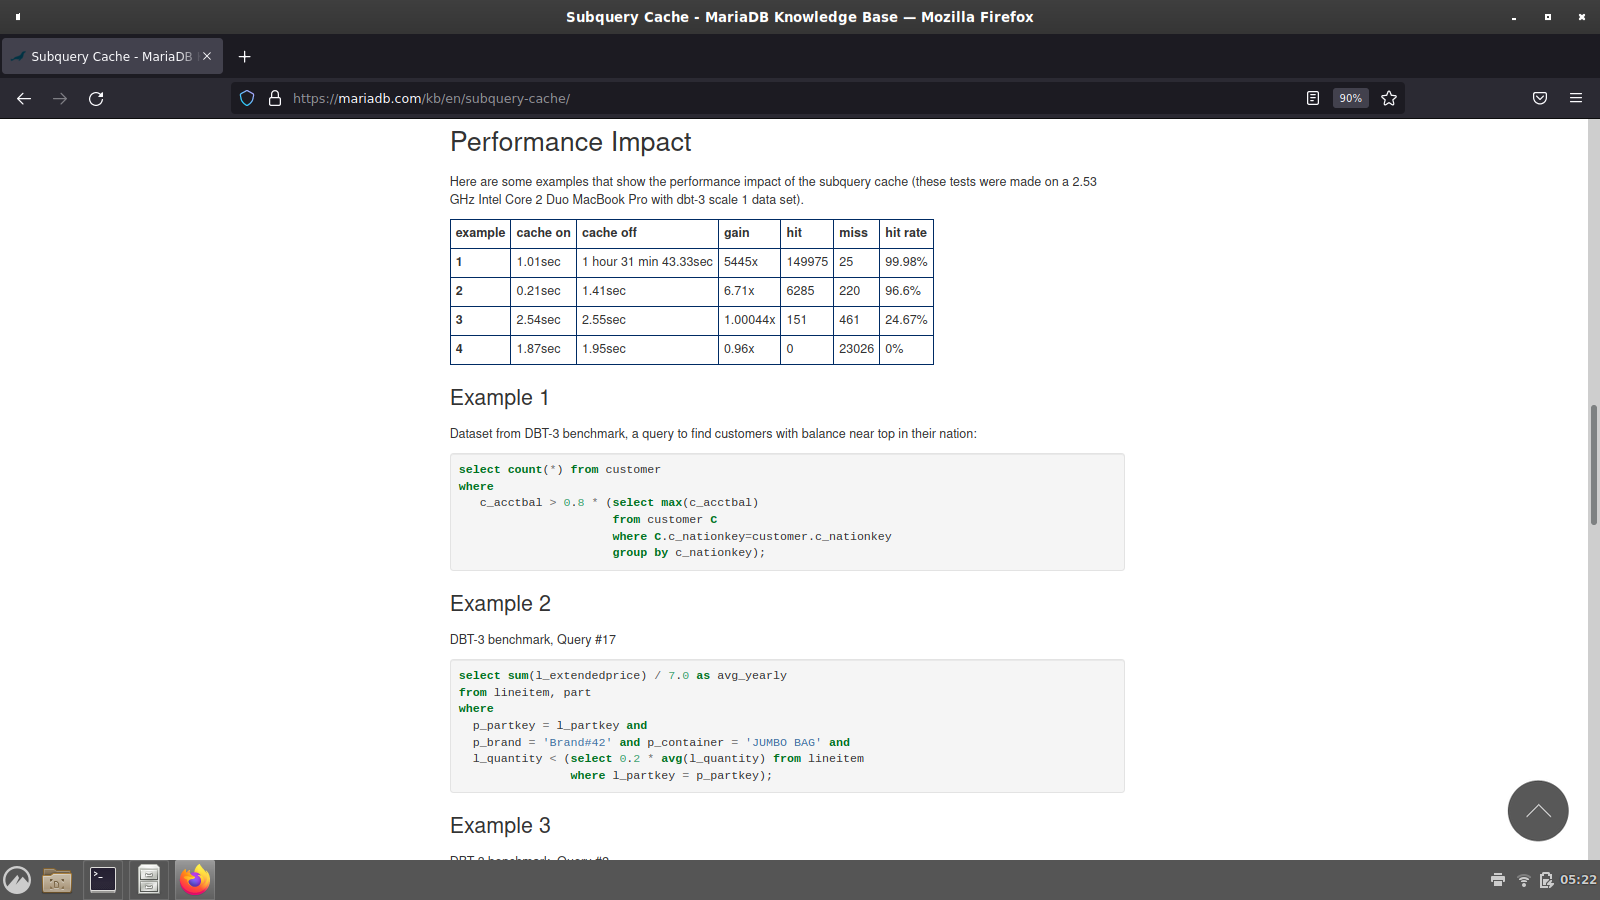 Subquery Cache - MariaDB Knowledge Base — Mozilla Firefox
Subquery Cache - MariaDB
https://mariadb.com/kb/en/subquery-cache/
90%
Performance Impact
Here are some examples that show the performance impact of the subquery cache (these tests were made on a 2.53
GHz Intel Core 2 Duo MacBook Pro with dbt-3 scale 1 data set).
example cache on cache off gain hit miss hit rate
1 1.01sec 1 hour 31 min 43.33sec 5445x 149975 25 99.98%
2 0.21sec 1.41sec 6.71x 6285 220 96.6%
3 2.54sec 2.55sec 1.00044x 151 461 24.67%
4 1.87sec 1.95sec 0.96x 0 23026 0%
Example 1
Dataset from DBT-3 benchmark, a query to find customers with balance near top in their nation:
select count(*) from customer
where
c_acctbal > 0.8 * (select max(c_acctbal)
from customer C
where C.c_nationkey=customer.c_nationkey
group by c_nationkey);
Example 2
DBT-3 benchmark, Query #17
select sum(l_extendedprice) / 7.0 as avg_yearly
from lineitem, part
where
p_partkey = l_partkey and
p_brand = 'Brand#42' and p_container = 'JUMBO BAG' and
l_quantity < (select 0.2 * avg(l_quantity) from lineitem
where l_partkey = p_partkey);
Example 3
05:22